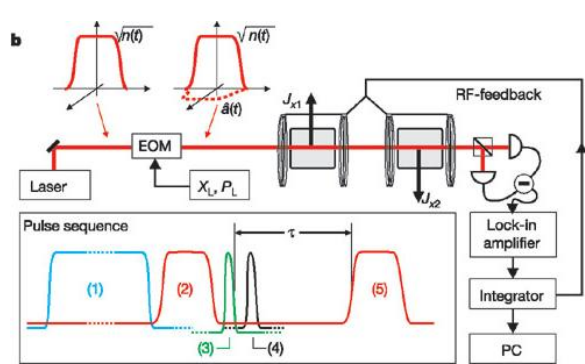 b
√n(t)
√n(t)
â(t)
Jx1
RF-feedback
EOM
Laser
XL, PL
Jx2
−
Lock-in
amplifier
Integrator
PC
Pulse sequence
τ
(1)
(2)
(3)
(4)
(5)